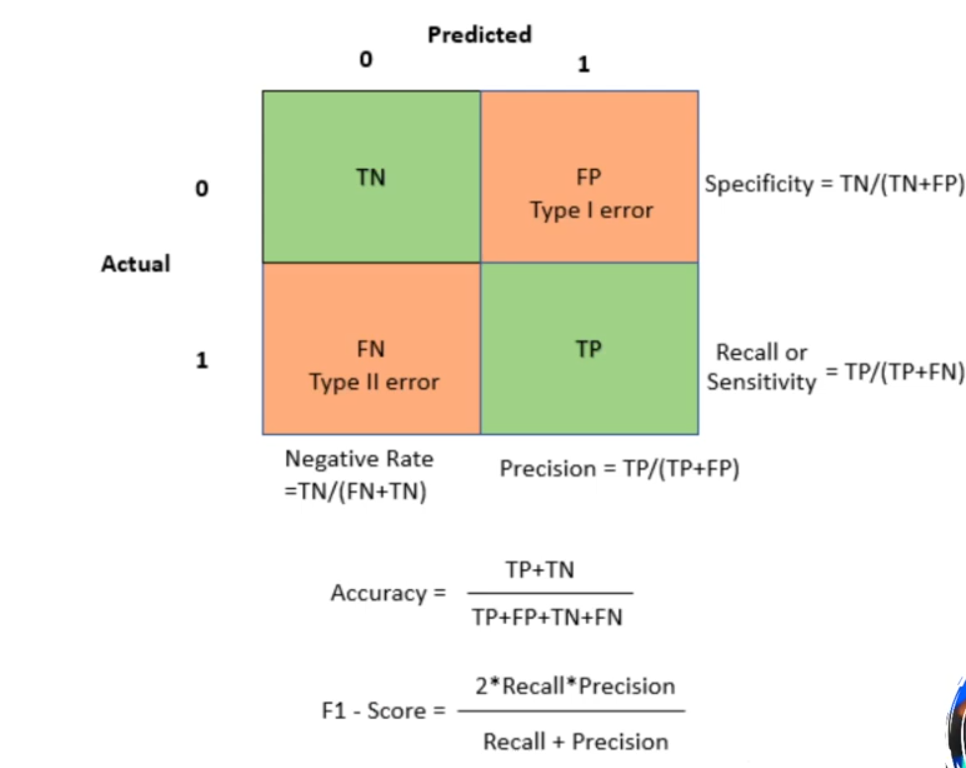 Predicted
0 1
TN
FP
Type I error
0
Specificity = TN/(TN+FP)
Actual
FN
Type II error
TP
1
Recall or
Sensitivity = TP/(TP+FN)
Negative Rate
=TN/(FN+TN)
Precision = TP/(TP+FP)
Accuracy =
TP+TN
TP+FP+TN+FN
F1 - Score =
2*Recall*Precision
Recall + Precision